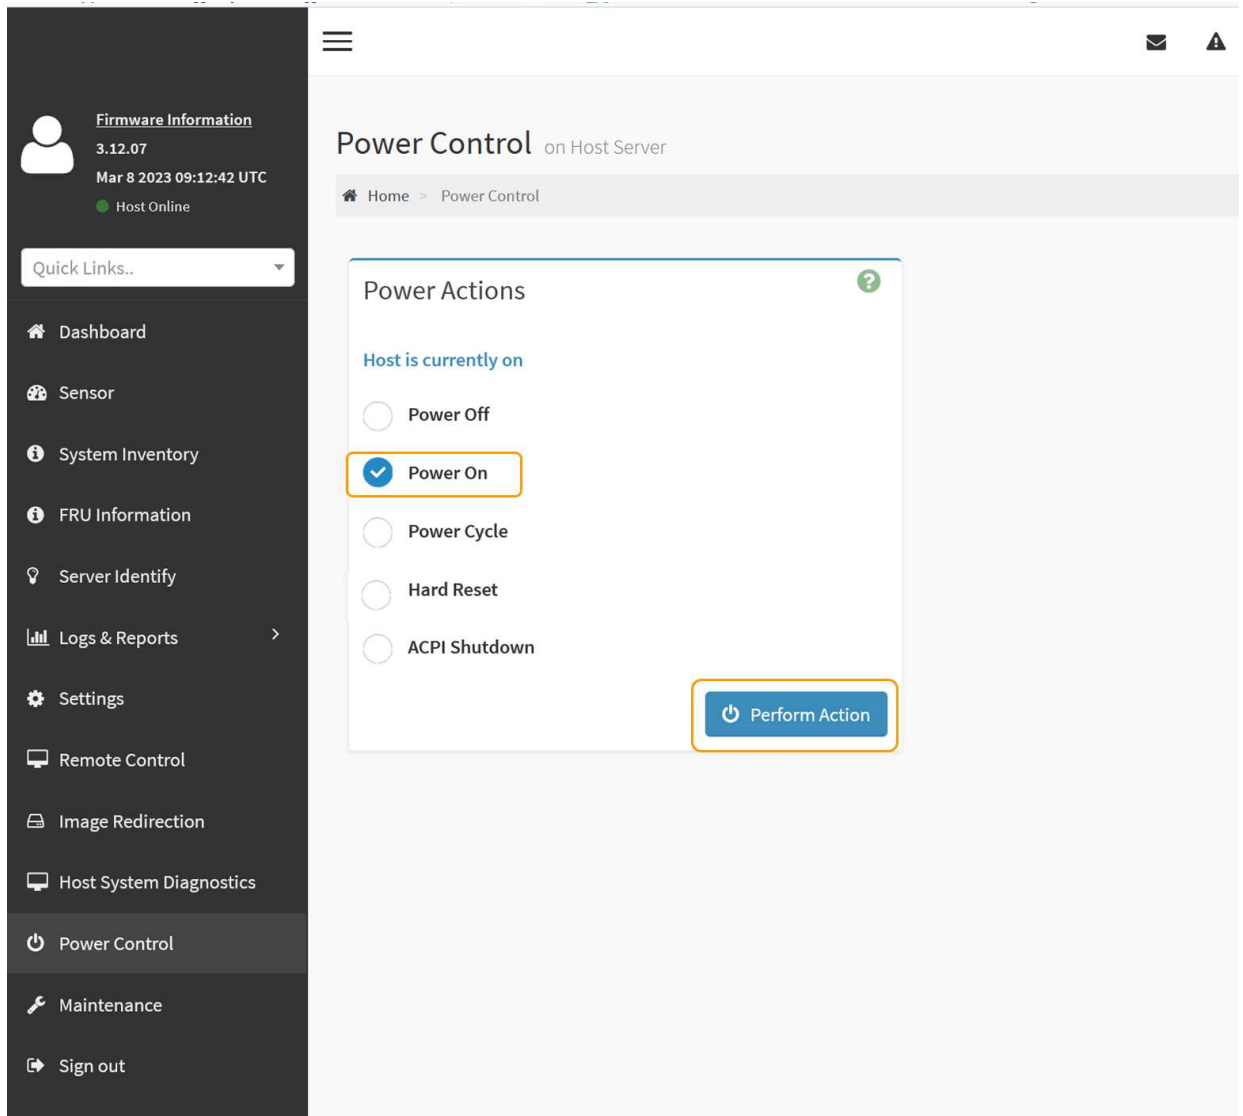 Firmware Information
3.12.07
Mar 8 2023 09:12:42 UTC
Host Online
Quick Links..
Dashboard
Sensor
System Inventory
FRU Information
Server Identify
Logs & Reports
Settings
Remote Control
Image Redirection
Host System Diagnostics
Power Control
Maintenance
Sign out
Power Control on Host Server
Home > Power Control
Power Actions
Host is currently on
Power Off
Power On
Power Cycle
Hard Reset
ACPI Shutdown
Perform Action